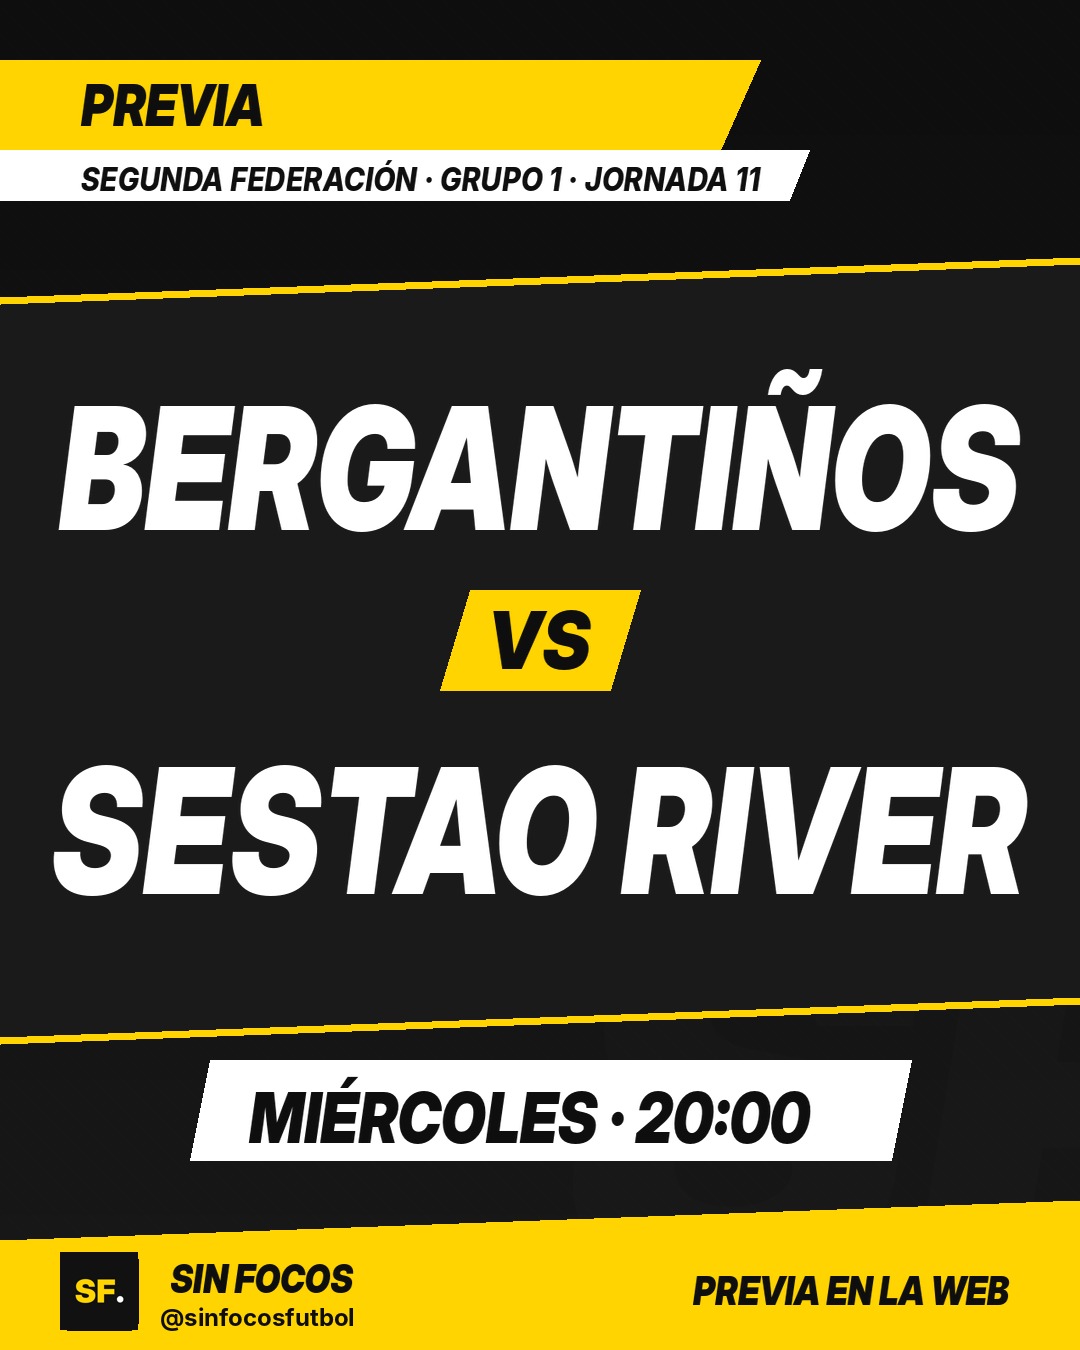 PREVIA
SEGUNDA FEDERACIÓN · GRUPO 1 · JORNADA 11
BERGANTIÑOS
VS
SESTAO RIVER
MIÉRCOLES · 20:00
SF.
SIN FOCOS
@sinfocosfutbol
PREVIA EN LA WEB